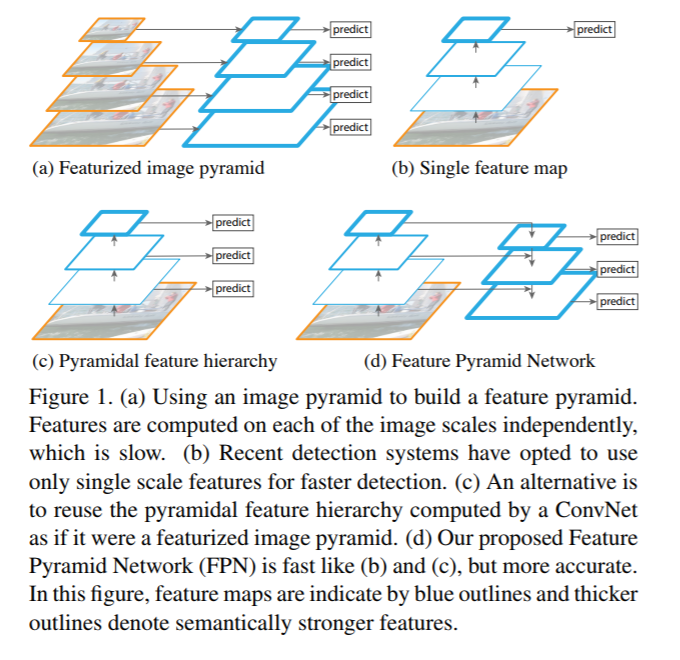 predict
predict
predict
predict
predict
(a) Featurized image pyramid
(b) Single feature map
predict
predict
predict
predict
predict
predict
(c) Pyramidal feature hierarchy
(d) Feature Pyramid Network
Figure 1. (a) Using an image pyramid to build a feature pyramid.
Features are computed on each of the image scales independently,
which is slow. (b) Recent detection systems have opted to use
only single scale features for faster detection. (c) An alternative is
to reuse the pyramidal feature hierarchy computed by a ConvNet
as if it were a featurized image pyramid. (d) Our proposed Feature
Pyramid Network (FPN) is fast like (b) and (c), but more accurate.
In this figure, feature maps are indicate by blue outlines and thicker
outlines denote semantically stronger features.